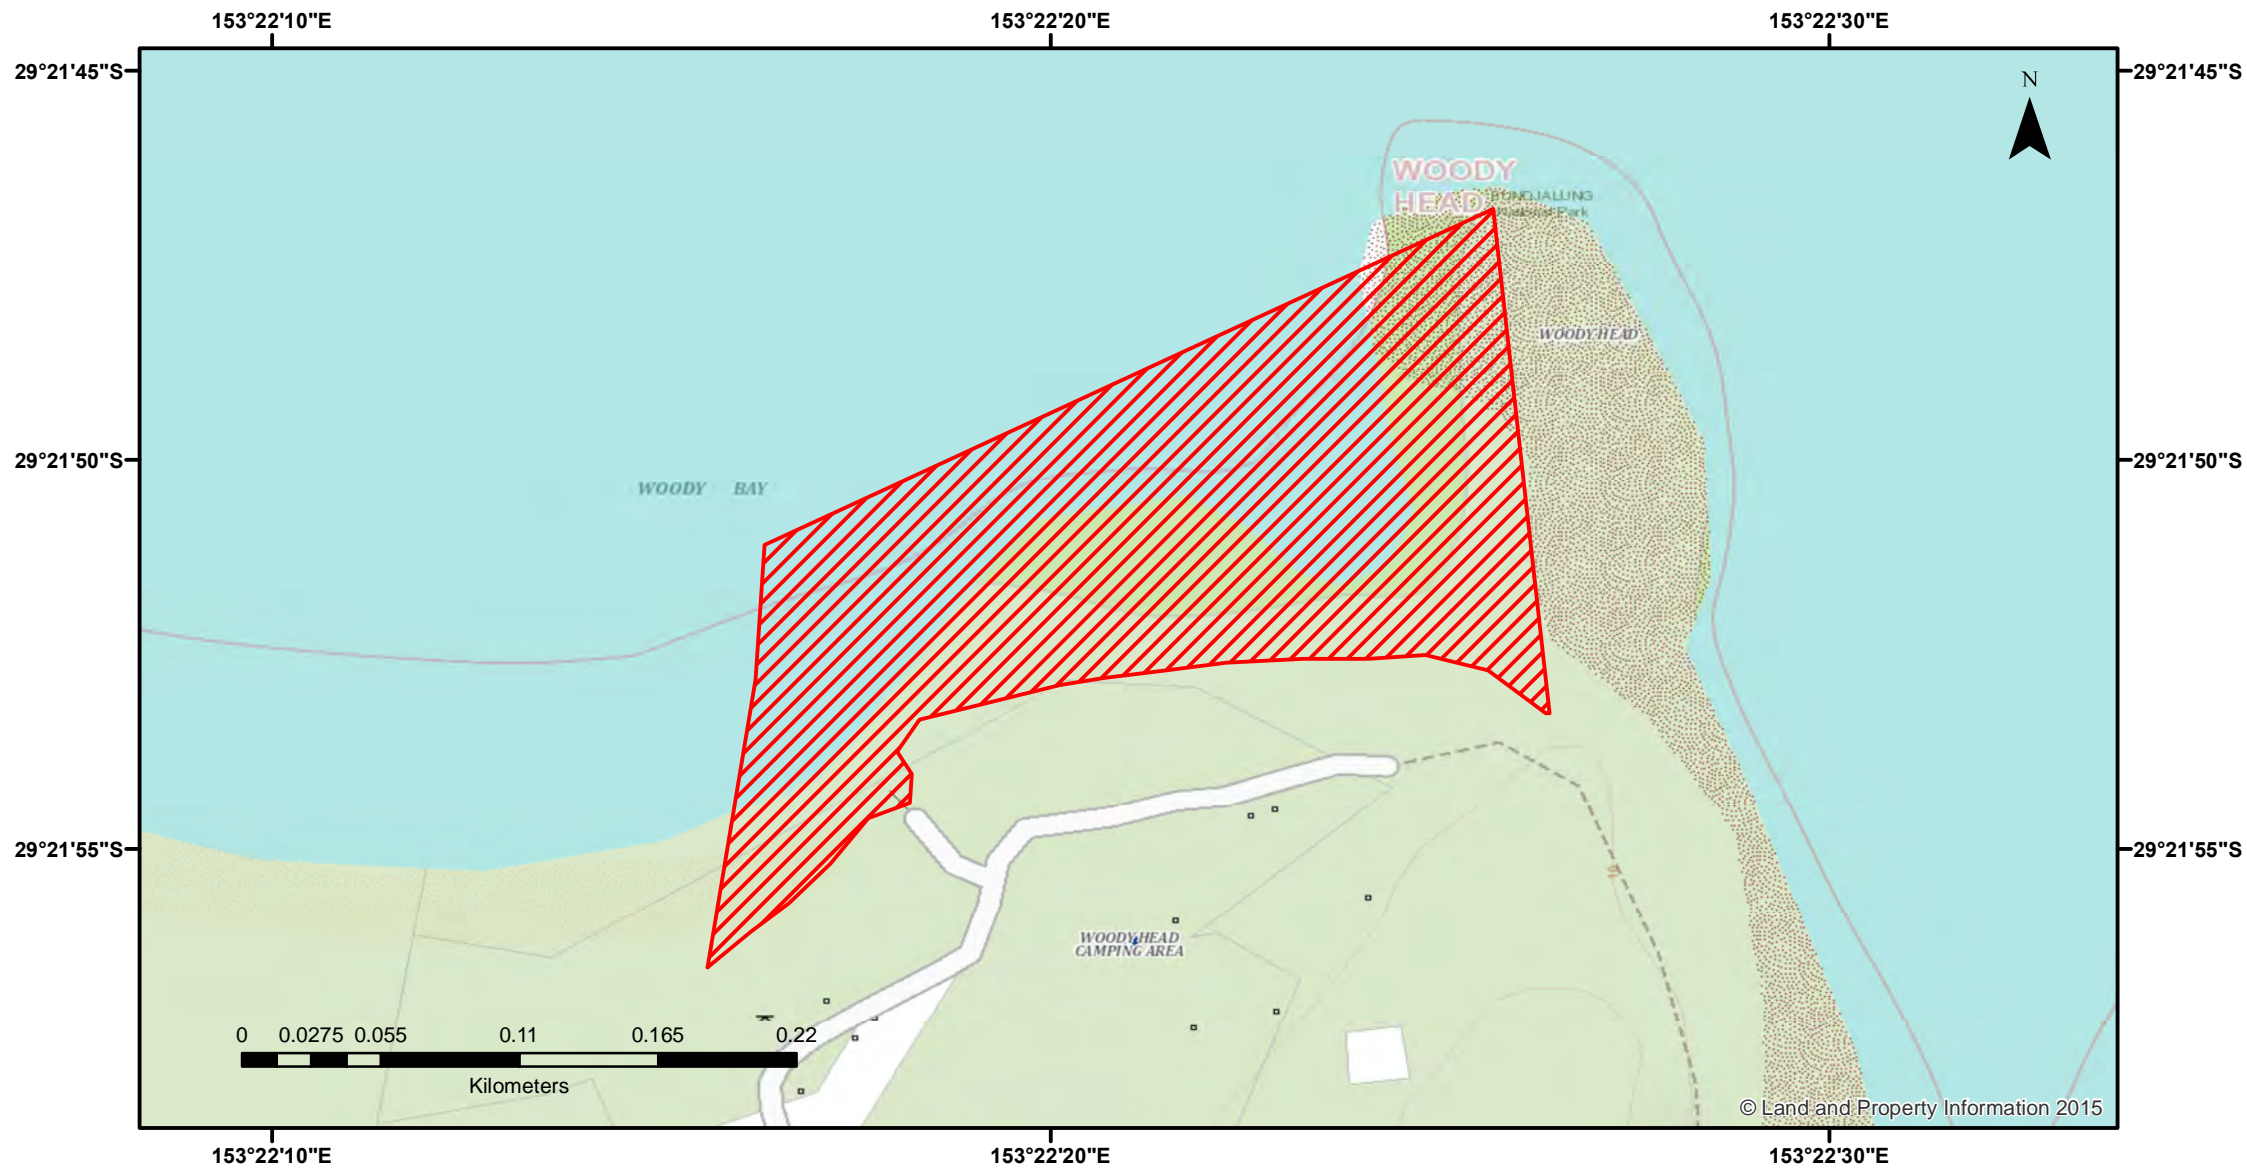 153°22'10"E 153°22'20"E 153°22'30"E
29°21'45"S 29°21'45"S
N
WOODY
HEAD
BUNDJALUNG
National Park
WOODY HEAD
29°21'50"S 29°21'50"S
WOODY BAY
29°21'55"S 29°21'55"S
WOODY HEAD
CAMPING AREA
0 0.0275 0.055 0.11 0.165 0.22
Kilometers
© Land and Property Information 2015
153°22'10"E 153°22'20"E 153°22'30"E